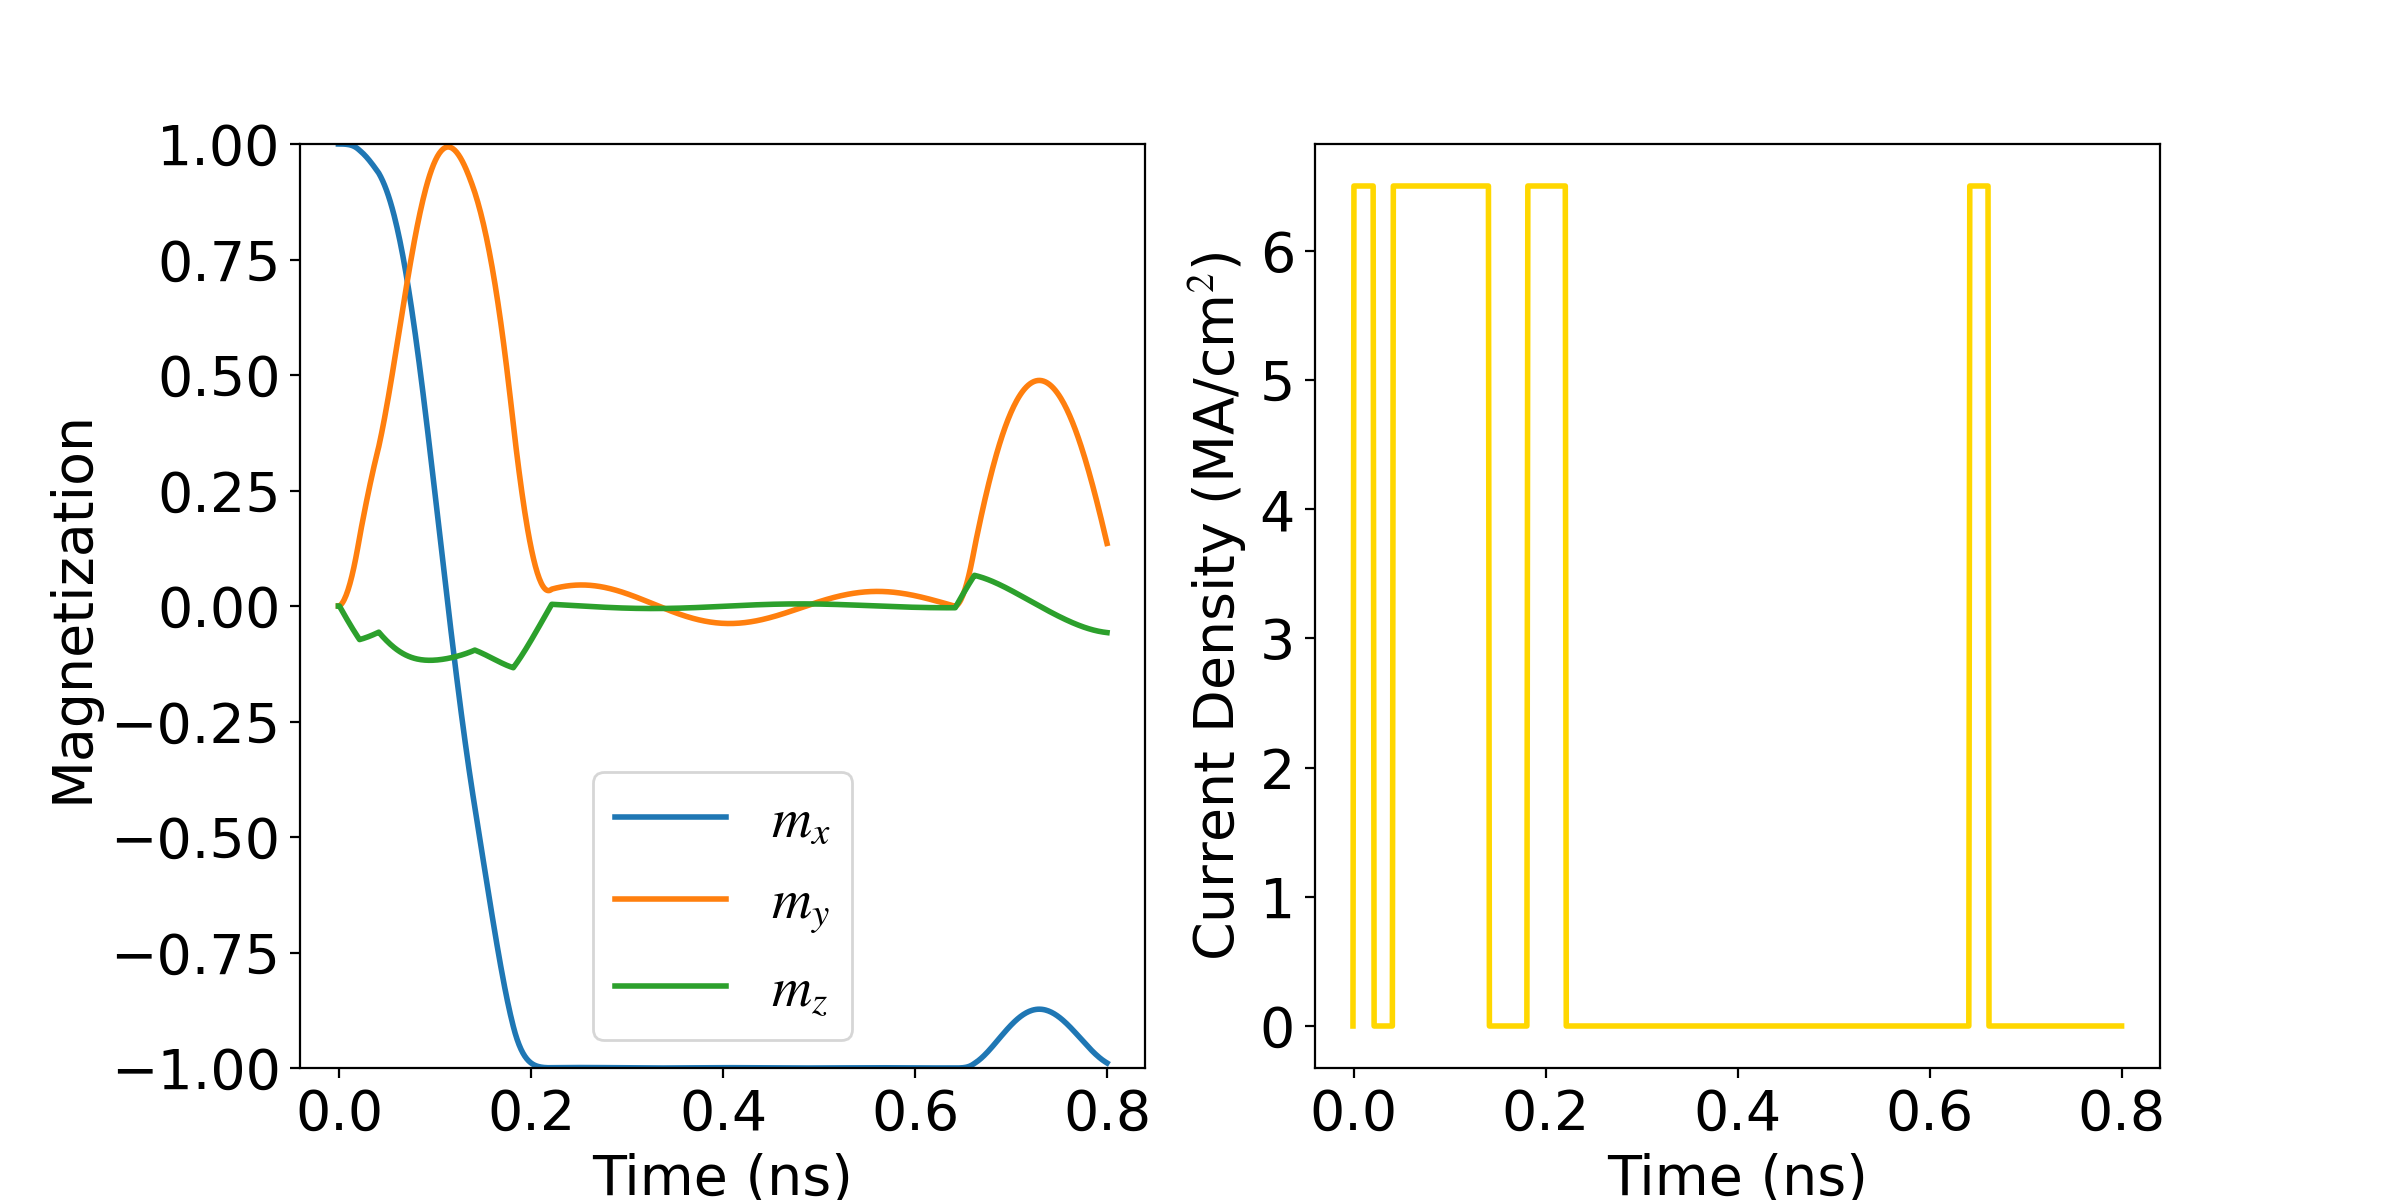 Magnetization
1.00
0.75
0.50
0.25
0.00
−0.25
−0.50
−0.75
−1.00
0.0 0.2 0.4 0.6 0.8
Time (ns)
m_x
m_y
m_z
Current Density (MA/cm²)
6
5
4
3
2
1
0
0.0 0.2 0.4 0.6 0.8
Time (ns)